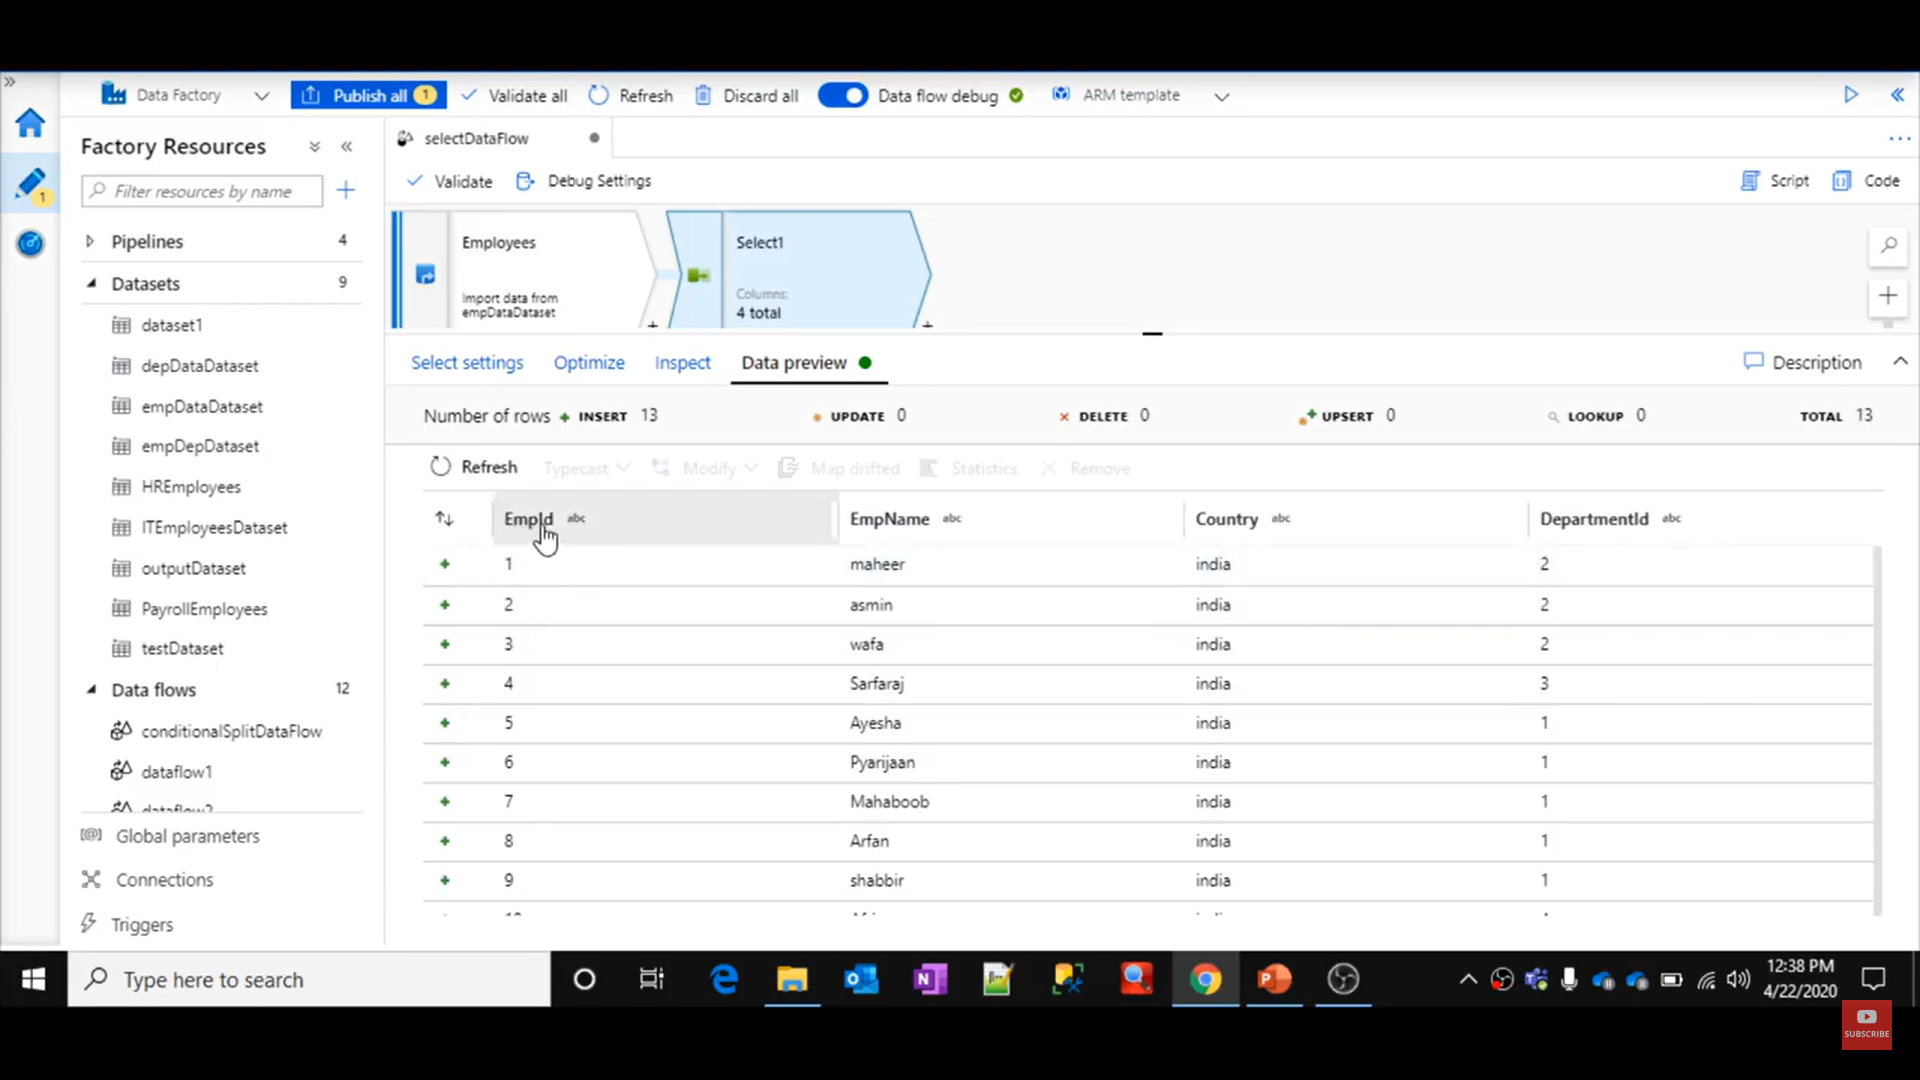 Data Factory
Publish all 1
Validate all
Refresh
Discard all
Data flow debug
ARM template
Factory Resources
Filter resources by name
1
Pipelines 4
Datasets 9
dataset1
depDataDataset
empDataDataset
empDepDataset
HREmployees
ITEmployeesDataset
outputDataset
PayrollEmployees
testDataset
Data flows 12
conditionalSplitDataFlow
dataflow1
dataflow2
Global parameters
Connections
Triggers
selectDataFlow
Validate
Debug Settings
Script
Code
Employees
Import data from
empDataDataset
Select1
Columns:
4 total
Select settings
Optimize
Inspect
Data preview
Description
Number of rows INSERT 13 UPDATE 0 DELETE 0 UPSERT 0 LOOKUP 0 TOTAL 13
Refresh Typecast Modify Map drifted Statistics Remove
EmpId abc EmpName abc Country abc DepartmentId abc
1 maheer india 2
2 asmin india 2
3 wafa india 2
4 Sarfaraj india 3
5 Ayesha india 1
6 Pyarijaan india 1
7 Mahaboob india 1
8 Arfan india 1
9 shabbir india 1
Type here to search
12:38 PM
4/22/2020
SUBSCRIBE